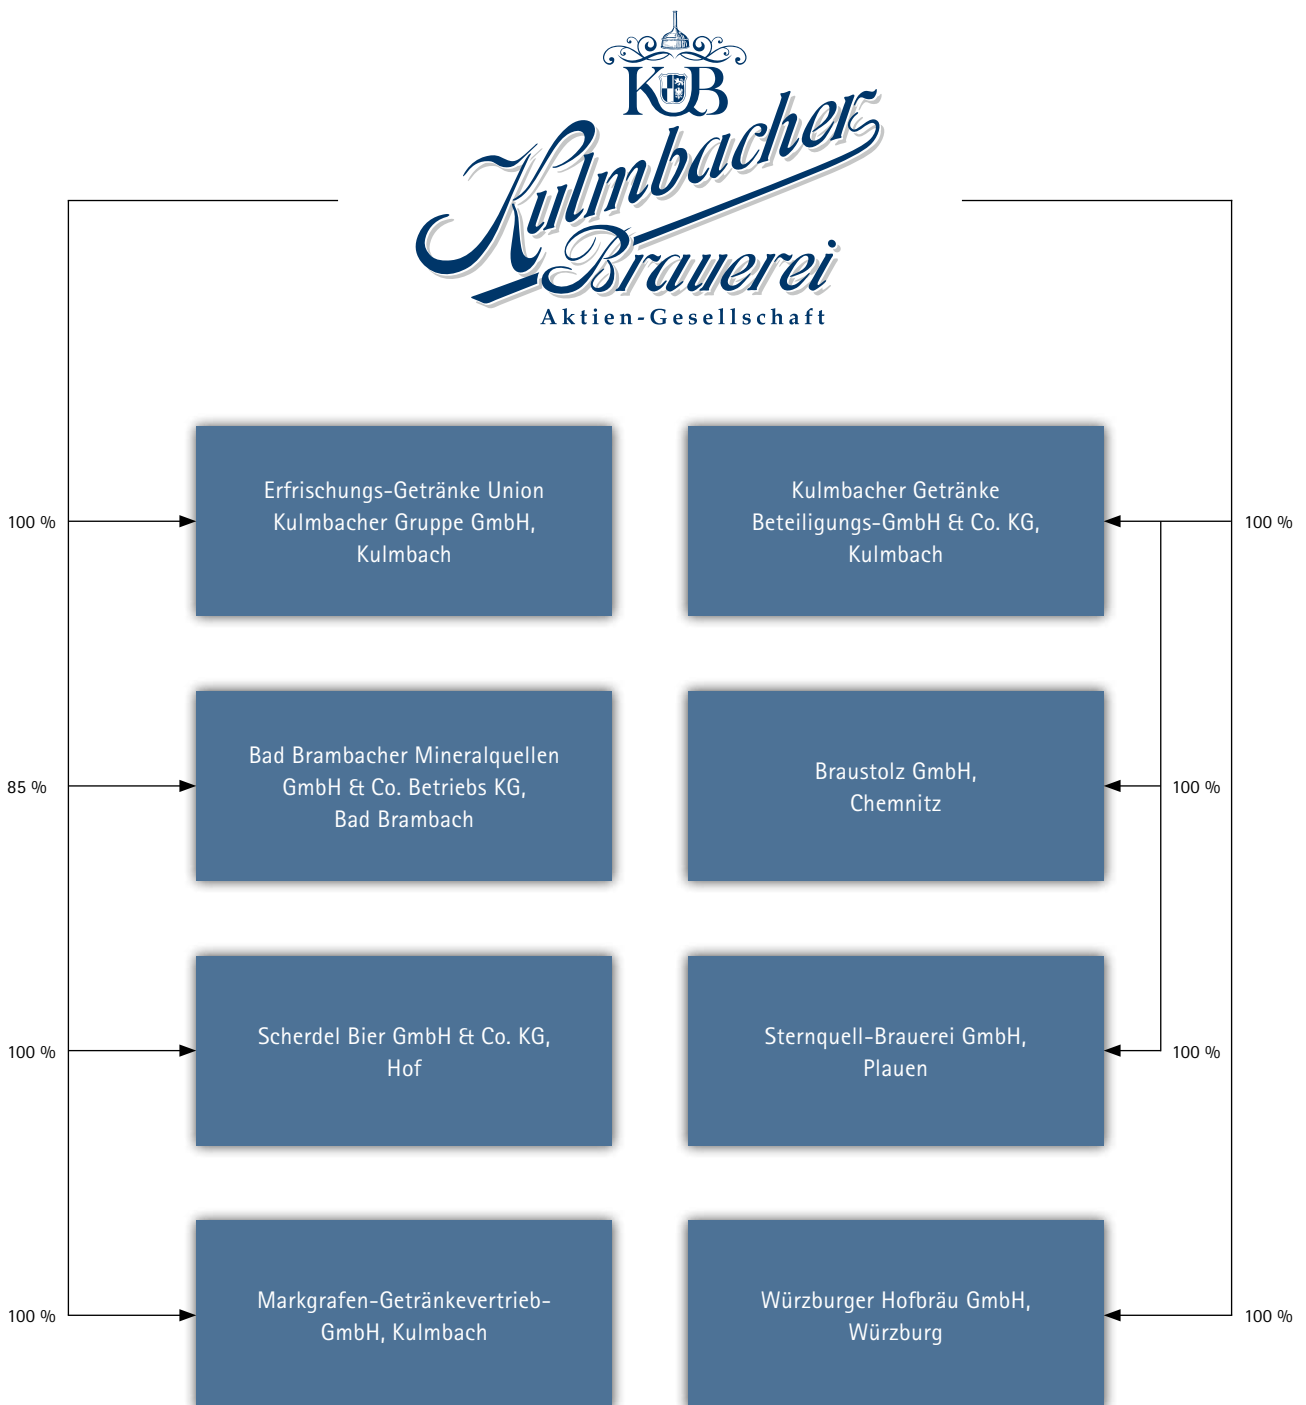 KB
Kulmbacher
Brauerei
Aktien-Gesellschaft
Erfrischungs-Getränke Union
Kulmbacher Gruppe GmbH,
Kulmbach
100 %
Kulmbacher Getränke
Beteiligungs-GmbH & Co. KG,
Kulmbach
100 %
Bad Brambacher Mineralquellen
GmbH & Co. Betriebs KG,
Bad Brambach
85 %
Braustolz GmbH,
Chemnitz
100 %
Scherdel Bier GmbH & Co. KG,
Hof
100 %
Sternquell-Brauerei GmbH,
Plauen
100 %
Markgrafen-Getränkevertrieb-
GmbH, Kulmbach
100 %
Würzburger Hofbräu GmbH,
Würzburg
100 %